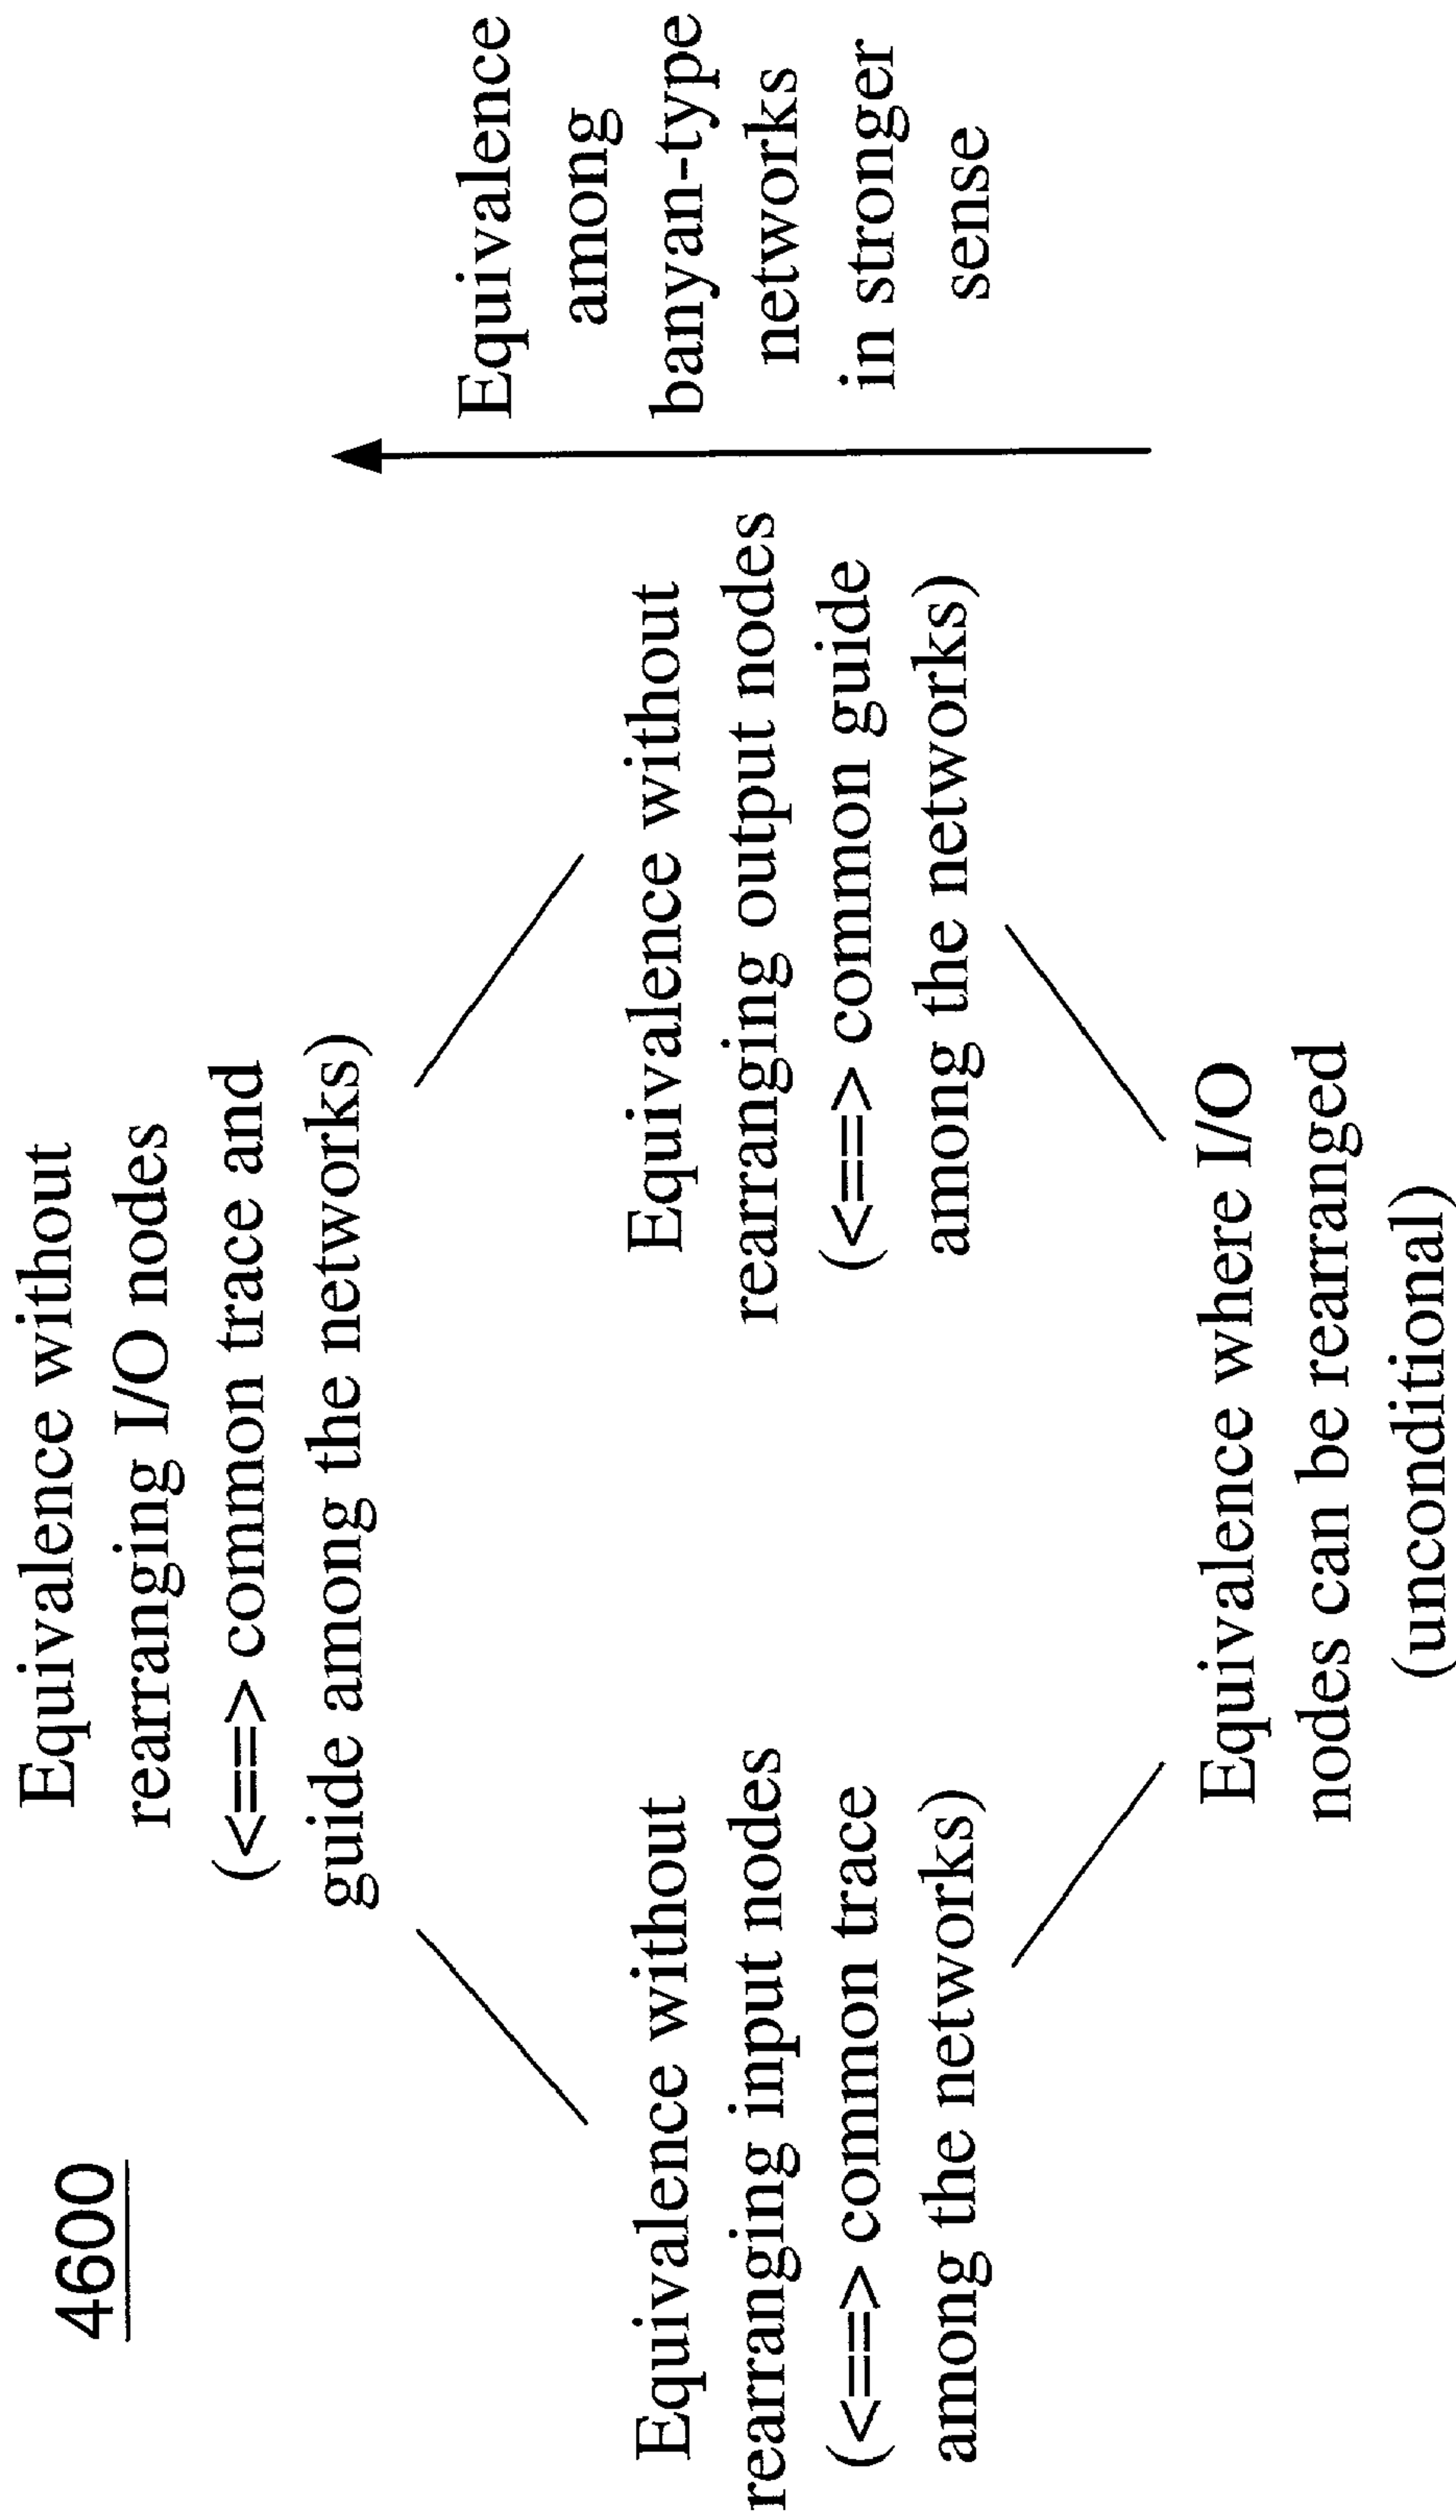 4600
Equivalence without
rearranging I/O nodes
(<==> common trace and
guide among the networks)
Equivalence without
rearranging input nodes
(<==> common trace
among the networks)
Equivalence without
rearranging output nodes
(<==> common guide
among the networks)
Equivalence where I/O
nodes can be rearranged
(unconditional)
Equivalence
among
banyan-type
networks
in stronger
sense